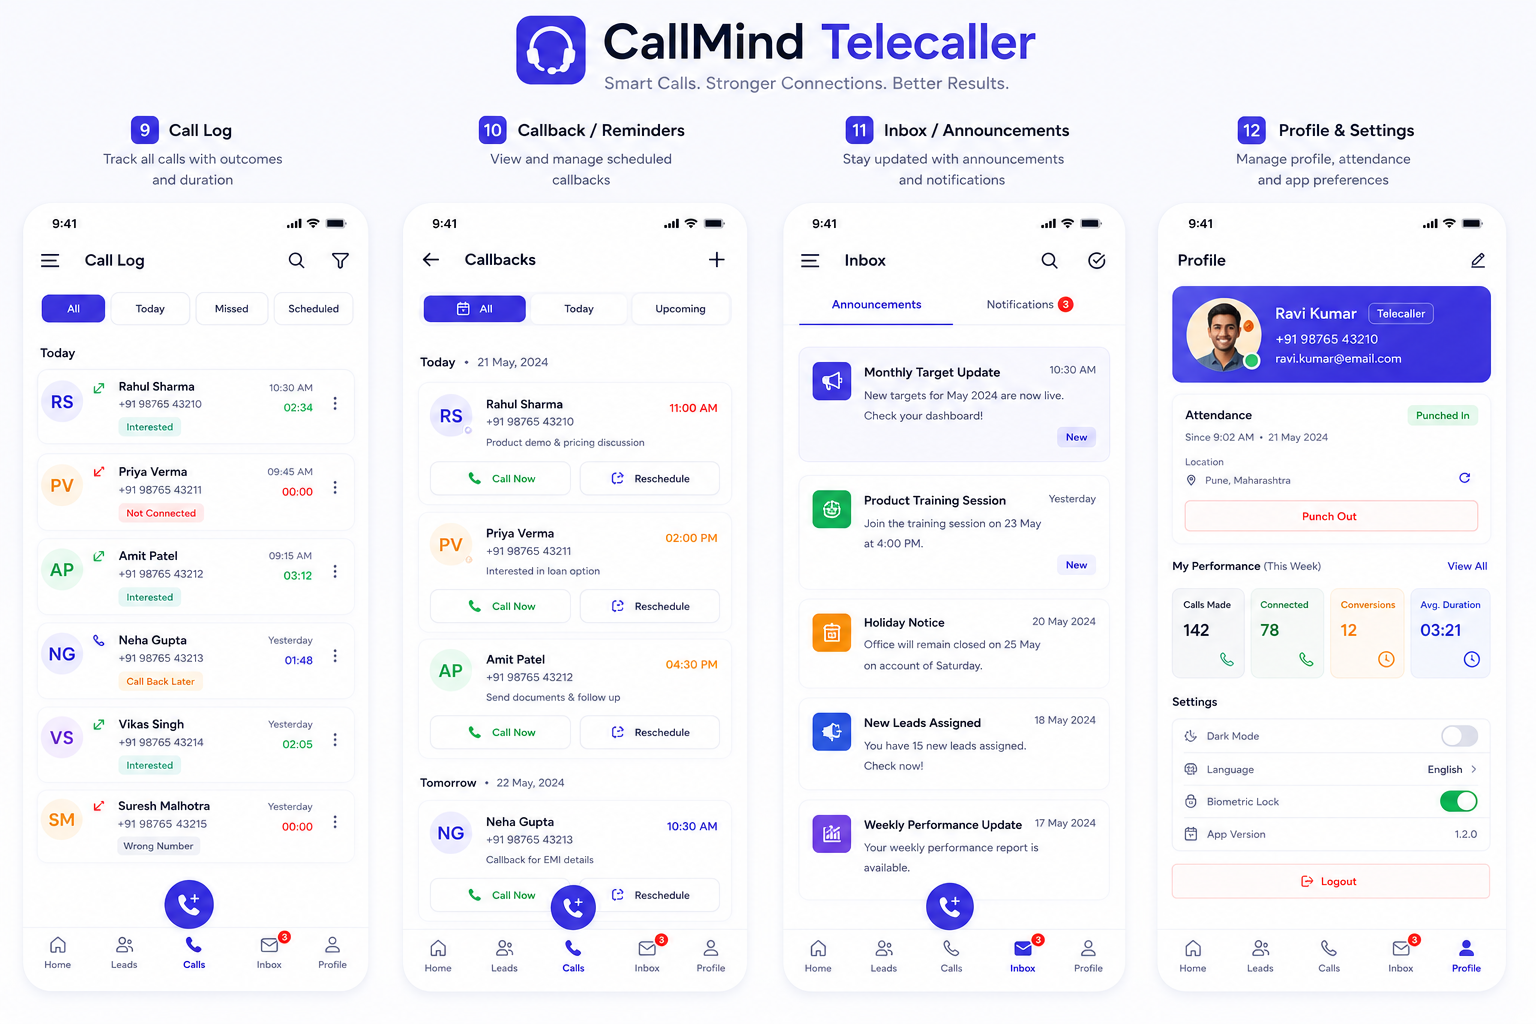 CallMind Telecaller
Smart Calls. Stronger Connections. Better Results.
9 Call Log
Track all calls with outcomes
and duration
9:41
Call Log
All Today Missed Scheduled
Today
RS Rahul Sharma 10:30 AM
+91 98765 43210 02:34
Interested
PV Priya Verma 09:45 AM
+91 98765 43211 00:00
Not Connected
AP Amit Patel 09:15 AM
+91 98765 43212 03:12
Interested
NG Neha Gupta Yesterday
+91 98765 43213 01:48
Call Back Later
VS Vikas Singh Yesterday
+91 98765 43214 02:05
Interested
SM Suresh Malhotra Yesterday
+91 98765 43215 00:00
Wrong Number
3
Home Leads Calls Inbox Profile
10 Callback / Reminders
View and manage scheduled
callbacks
9:41
Callbacks
All Today Upcoming
Today • 21 May, 2024
RS Rahul Sharma 11:00 AM
+91 98765 43210
Product demo & pricing discussion
Call Now Reschedule
PV Priya Verma 02:00 PM
+91 98765 43211
Interested in loan option
Call Now Reschedule
AP Amit Patel 04:30 PM
+91 98765 43212
Send documents & follow up
Call Now Reschedule
Tomorrow • 22 May, 2024
NG Neha Gupta 10:30 AM
+91 98765 43213
Callback for EMI details
Call Now Reschedule
3
Home Leads Calls Inbox Profile
11 Inbox / Announcements
Stay updated with announcements
and notifications
9:41
Inbox
Announcements Notifications 3
Monthly Target Update 10:30 AM
New targets for May 2024 are now live.
Check your dashboard!
New
Product Training Session Yesterday
Join the training session on 23 May
at 4:00 PM.
New
Holiday Notice 20 May 2024
Office will remain closed on 25 May
on account of Saturday.
New Leads Assigned 18 May 2024
You have 15 new leads assigned.
Check now!
Weekly Performance Update 17 May 2024
Your weekly performance report is
available.
3
Home Leads Calls Inbox Profile
12 Profile & Settings
Manage profile, attendance
and app preferences
9:41
Profile
Ravi Kumar Telecaller
+91 98765 43210
ravi.kumar@email.com
Attendance Punched In
Since 9:02 AM • 21 May 2024
Location
Pune, Maharashtra
Punch Out
My Performance (This Week) View All
Calls Made Connected Conversions Avg. Duration
142 78 12 03:21
Settings
Dark Mode
Language English
Biometric Lock
App Version 1.2.0
Logout
3
Home Leads Calls Inbox Profile